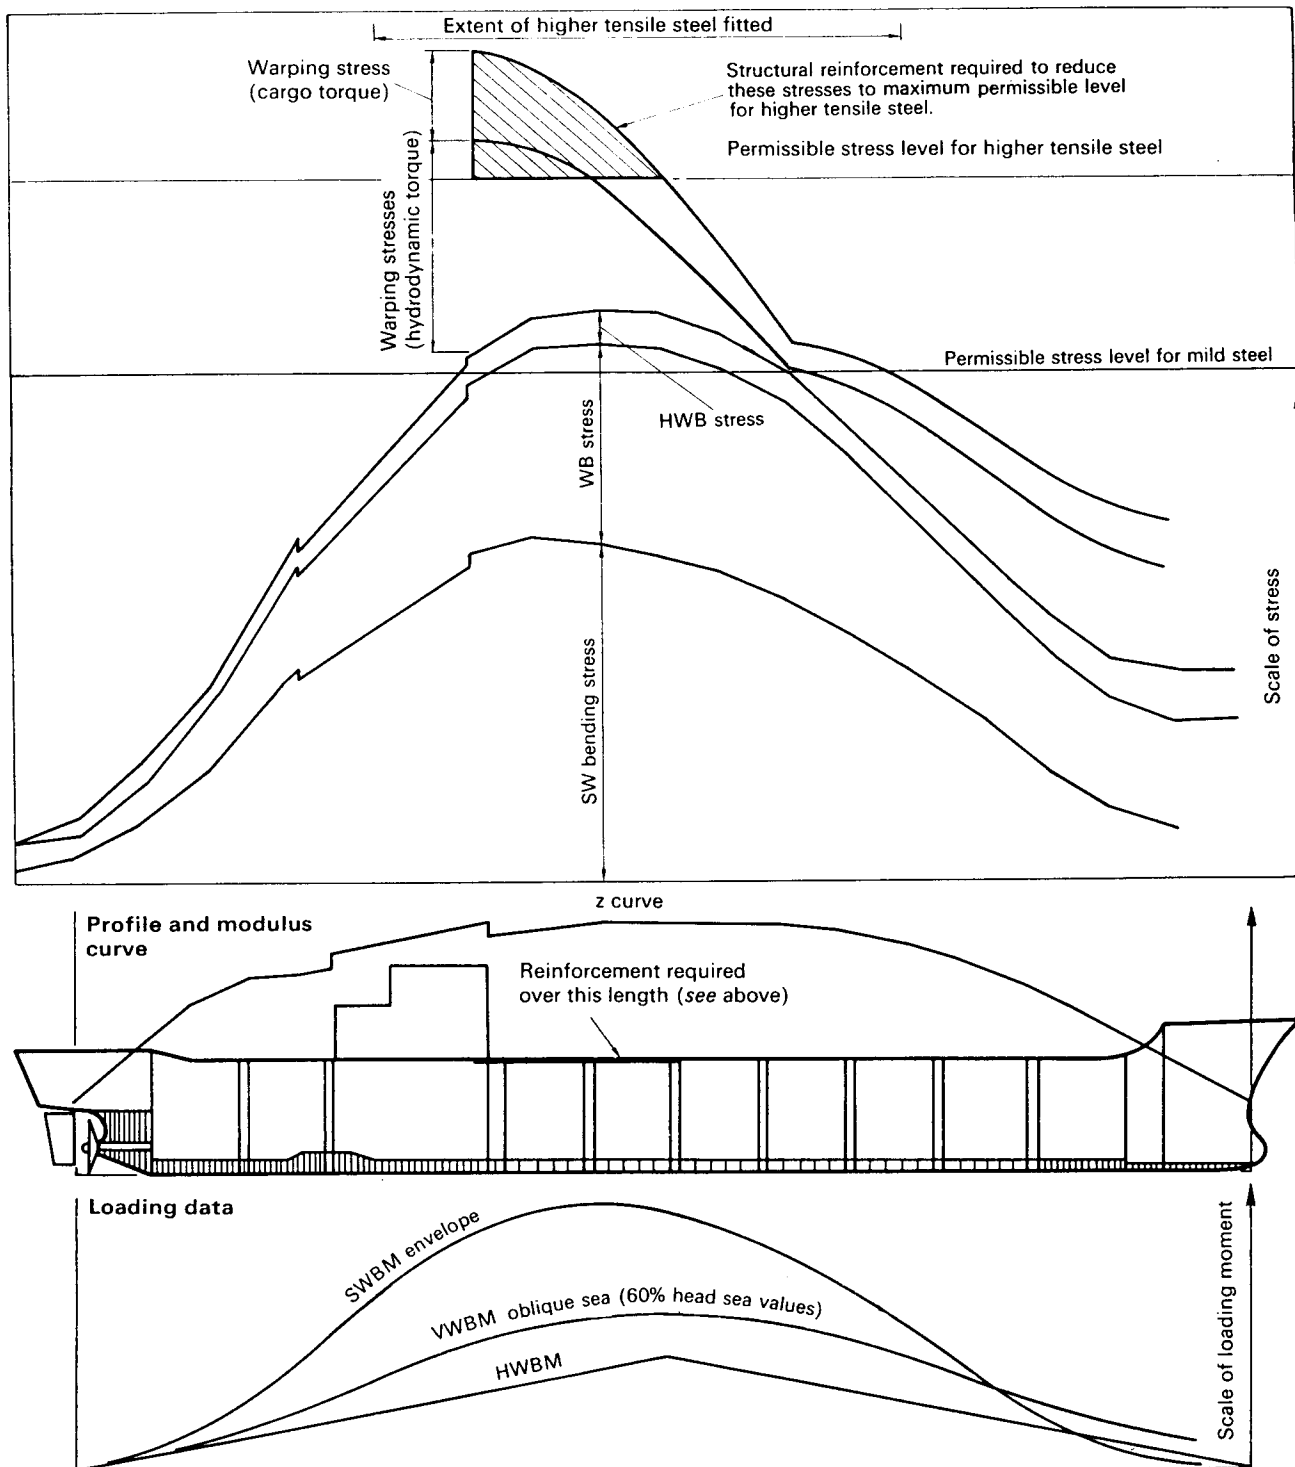 Extent of higher tensile steel fitted
Warping stress
(cargo torque)
Structural reinforcement required to reduce
these stresses to maximum permissible level
for higher tensile steel.
Permissible stress level for higher tensile steel
Warping stresses
(hydrodynamic torque)
Permissible stress level for mild steel
HWB stress
WB stress
SW bending stress
Scale of stress
z curve
Profile and modulus
curve
Reinforcement required
over this length (see above)
Loading data
SWBM envelope
VWBM oblique sea (60% head sea values)
HWBM
Scale of loading moment